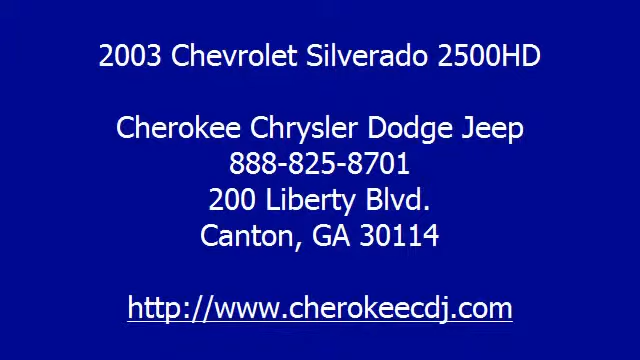 2003 Chevrolet Silverado 2500HD
Cherokee Chrysler Dodge Jeep
888-825-8701
200 Liberty Blvd.
Canton, GA 30114
http://www.cherokeecdj.com